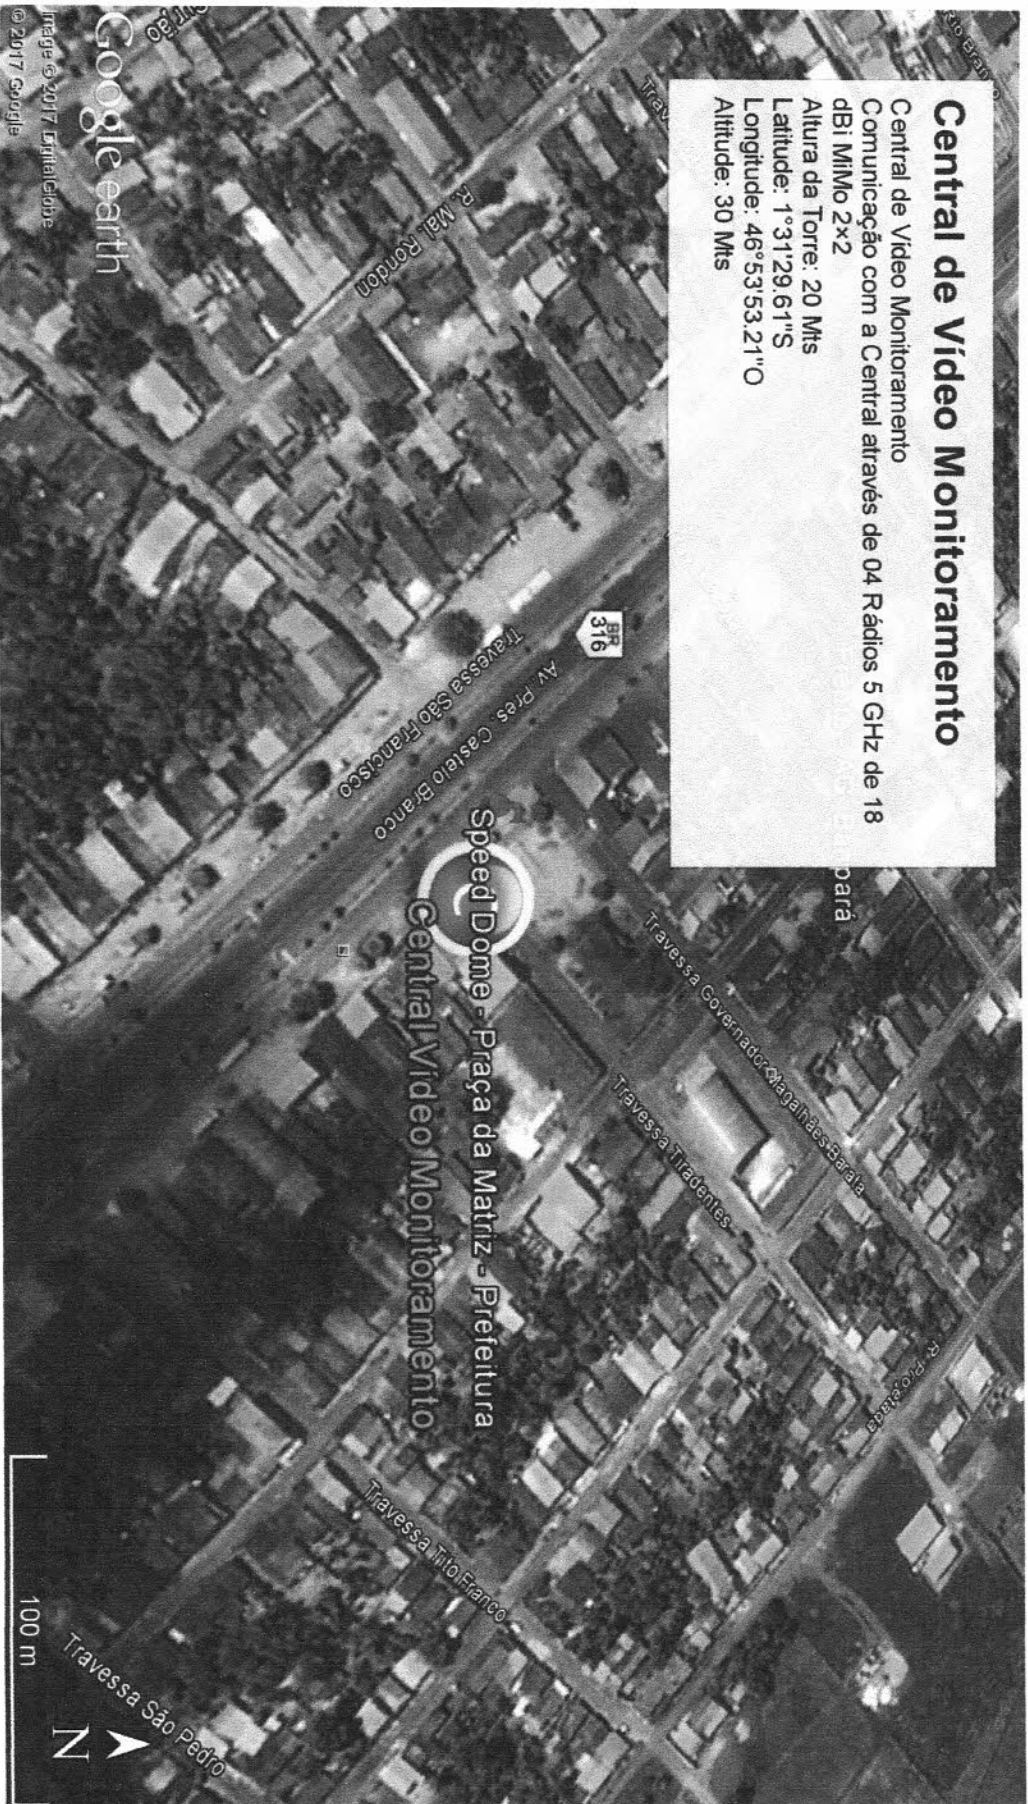 Central de Vídeo Monitoramento
Central de Vídeo Monitoramento
Comunicação com a Central através de 04 Rádios 5 GHz de 18
dBi MiMo 2x2
Altura da Torre: 20 Mts
Latitude: 1°31'29.61"S
Longitude: 46°53'53.21"O
Altitude: 30 Mts
Rio Branco
pará
R. Projetada
Travessa Governador Magalhães Barata
Travessa Tiradentes
BR
316
Av. Pres. Castelo Branco
Travessa São Francisco
R. Mal. Rondon
Speed Dome - Praça da Matriz - Prefeitura
Central Vídeo Monitoramento
Travessa Tito Franco
Travessa São Pedro
Google earth
Image © 2017 DigitalGlobe
© 2017 Google
100 m
N